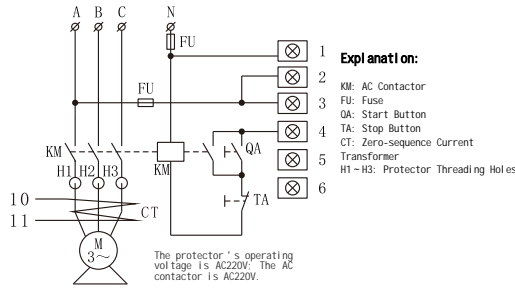 A B C N
FU
1
2
FU
3
4
5
6
KM
QA
KM
H1 H2 H3
TA
10
11
CT
M
3~
The protector's operating
voltage is AC220V; The AC
contactor is AC220V.
Explanation:
KM: AC Contactor
FU: Fuse
QA: Start Button
TA: Stop Button
CT: Zero-sequence Current
Transformer
H1~H3: Protector Threading Holes